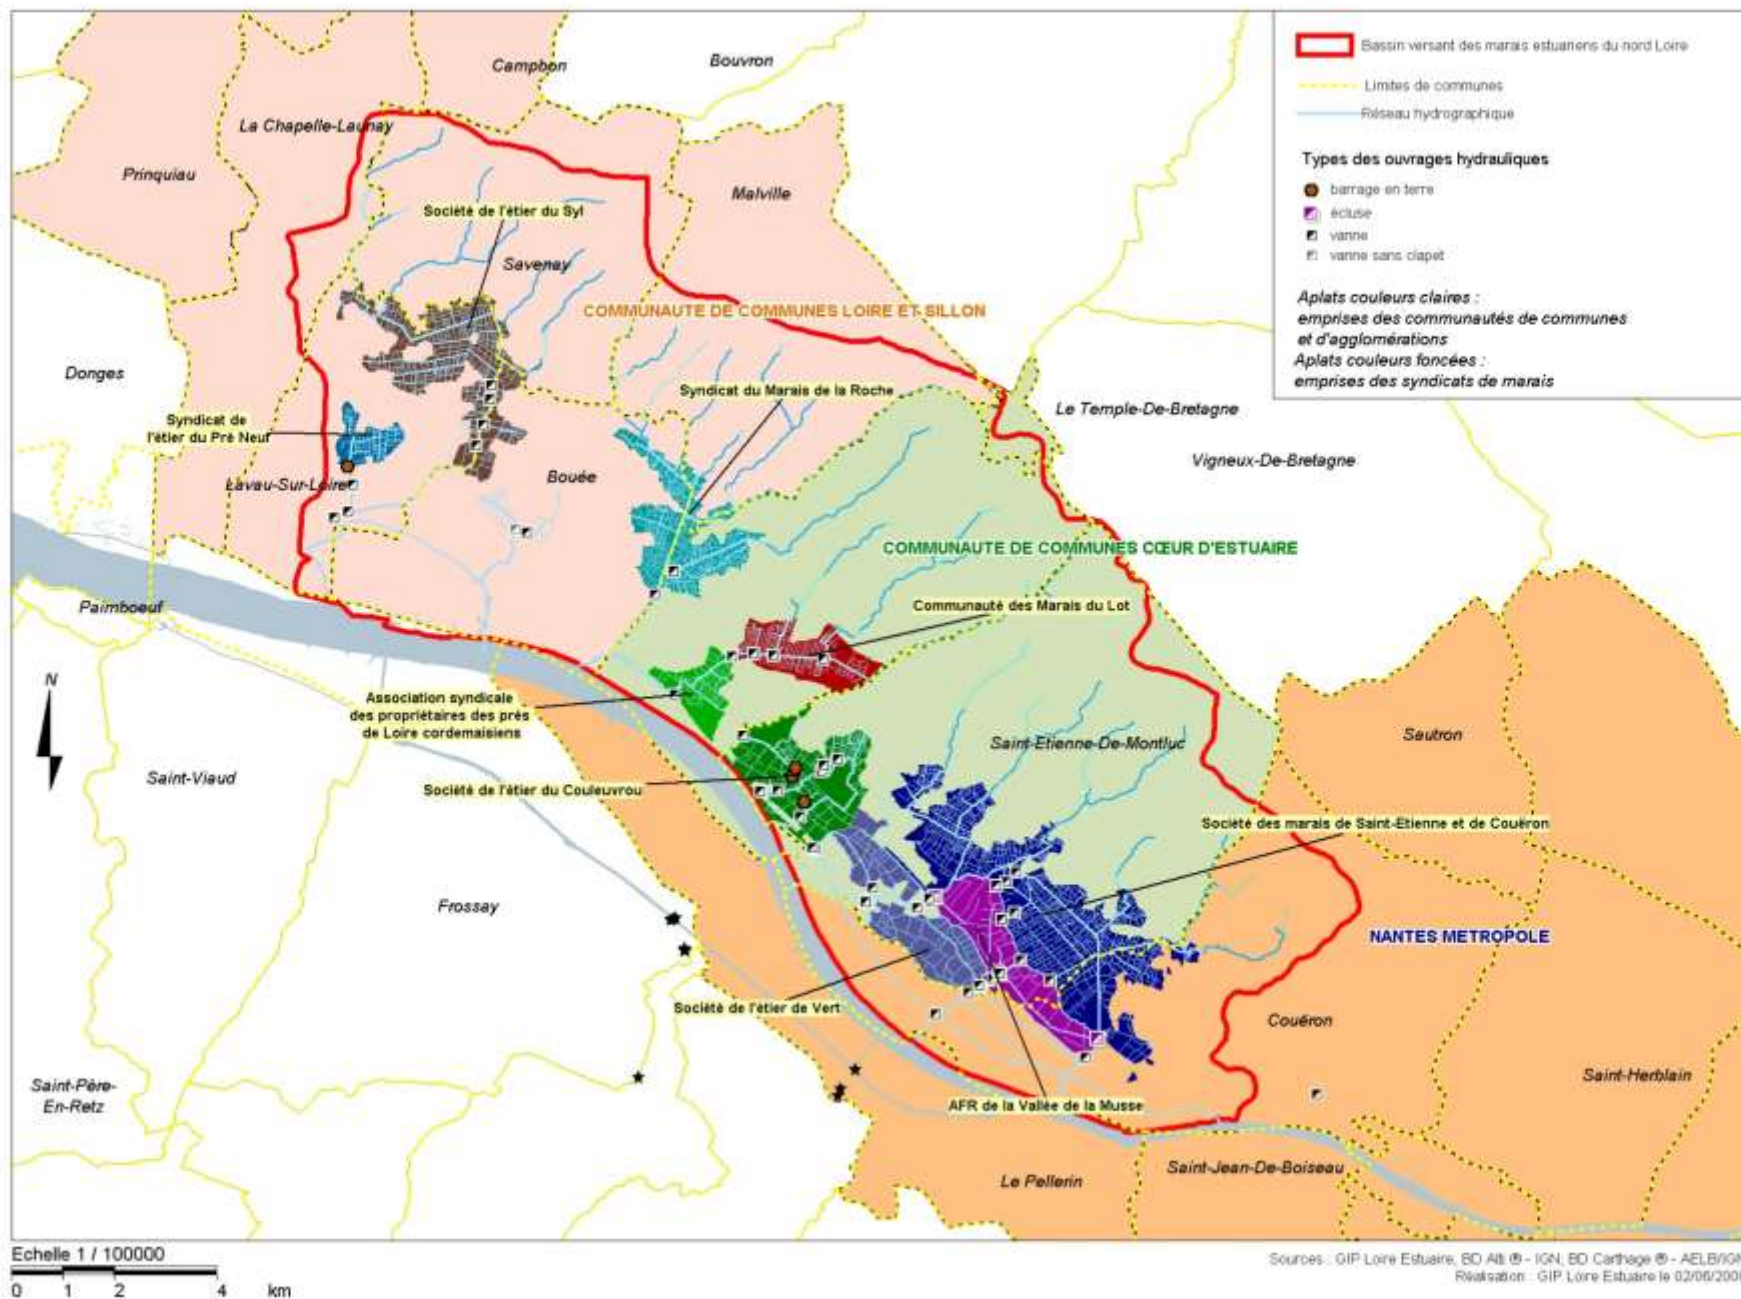 Campbon
Bouvron
La Chapelle-Launay
Prinquiau
Malville
Société de l'étier du Syl
Savenay
COMMUNAUTE DE COMMUNES LOIRE ET SILLON
Donges
Syndicat du Marais de la Roche
Syndicat de
l'étier du Pré Neuf
Le Temple-De-Bretagne
Vigneux-De-Bretagne
Lavau-Sur-Loire
Bouée
COMMUNAUTE DE COMMUNES CŒUR D'ESTUAIRE
Paimboeuf
Communauté des Marais du Lot
N
Association syndicale
des propriétaires des prés
de Loire cordemaisiens
Saint-Etienne-De-Montluc
Sautron
Saint-Viaud
Société de l'étier du Couleuvrou
Société des marais de Saint-Etienne et de Couëron
Frossay
NANTES METROPOLE
Société de l'étier de Vert
Couëron
Saint-Père-
En-Retz
Saint-Herblain
AFR de la Vallée de la Musse
Saint-Jean-De-Boiseau
Le Pellerin
Bassin versant des marais estuariens du nord Loire
Limites de communes
Réseau hydrographique
Types des ouvrages hydrauliques
barrage en terre
écluse
vanne
vanne sans clapet
Aplats couleurs claires :
emprises des communautés de communes
et d'agglomérations
Aplats couleurs foncées :
emprises des syndicats de marais
Echelle 1 / 100000
0 1 2 4 km
Sources : GIP Loire Estuaire, BD Alti ® - IGN, BD Carthage ® - AELB/IGN
Réalisation : GIP Loire Estuaire le